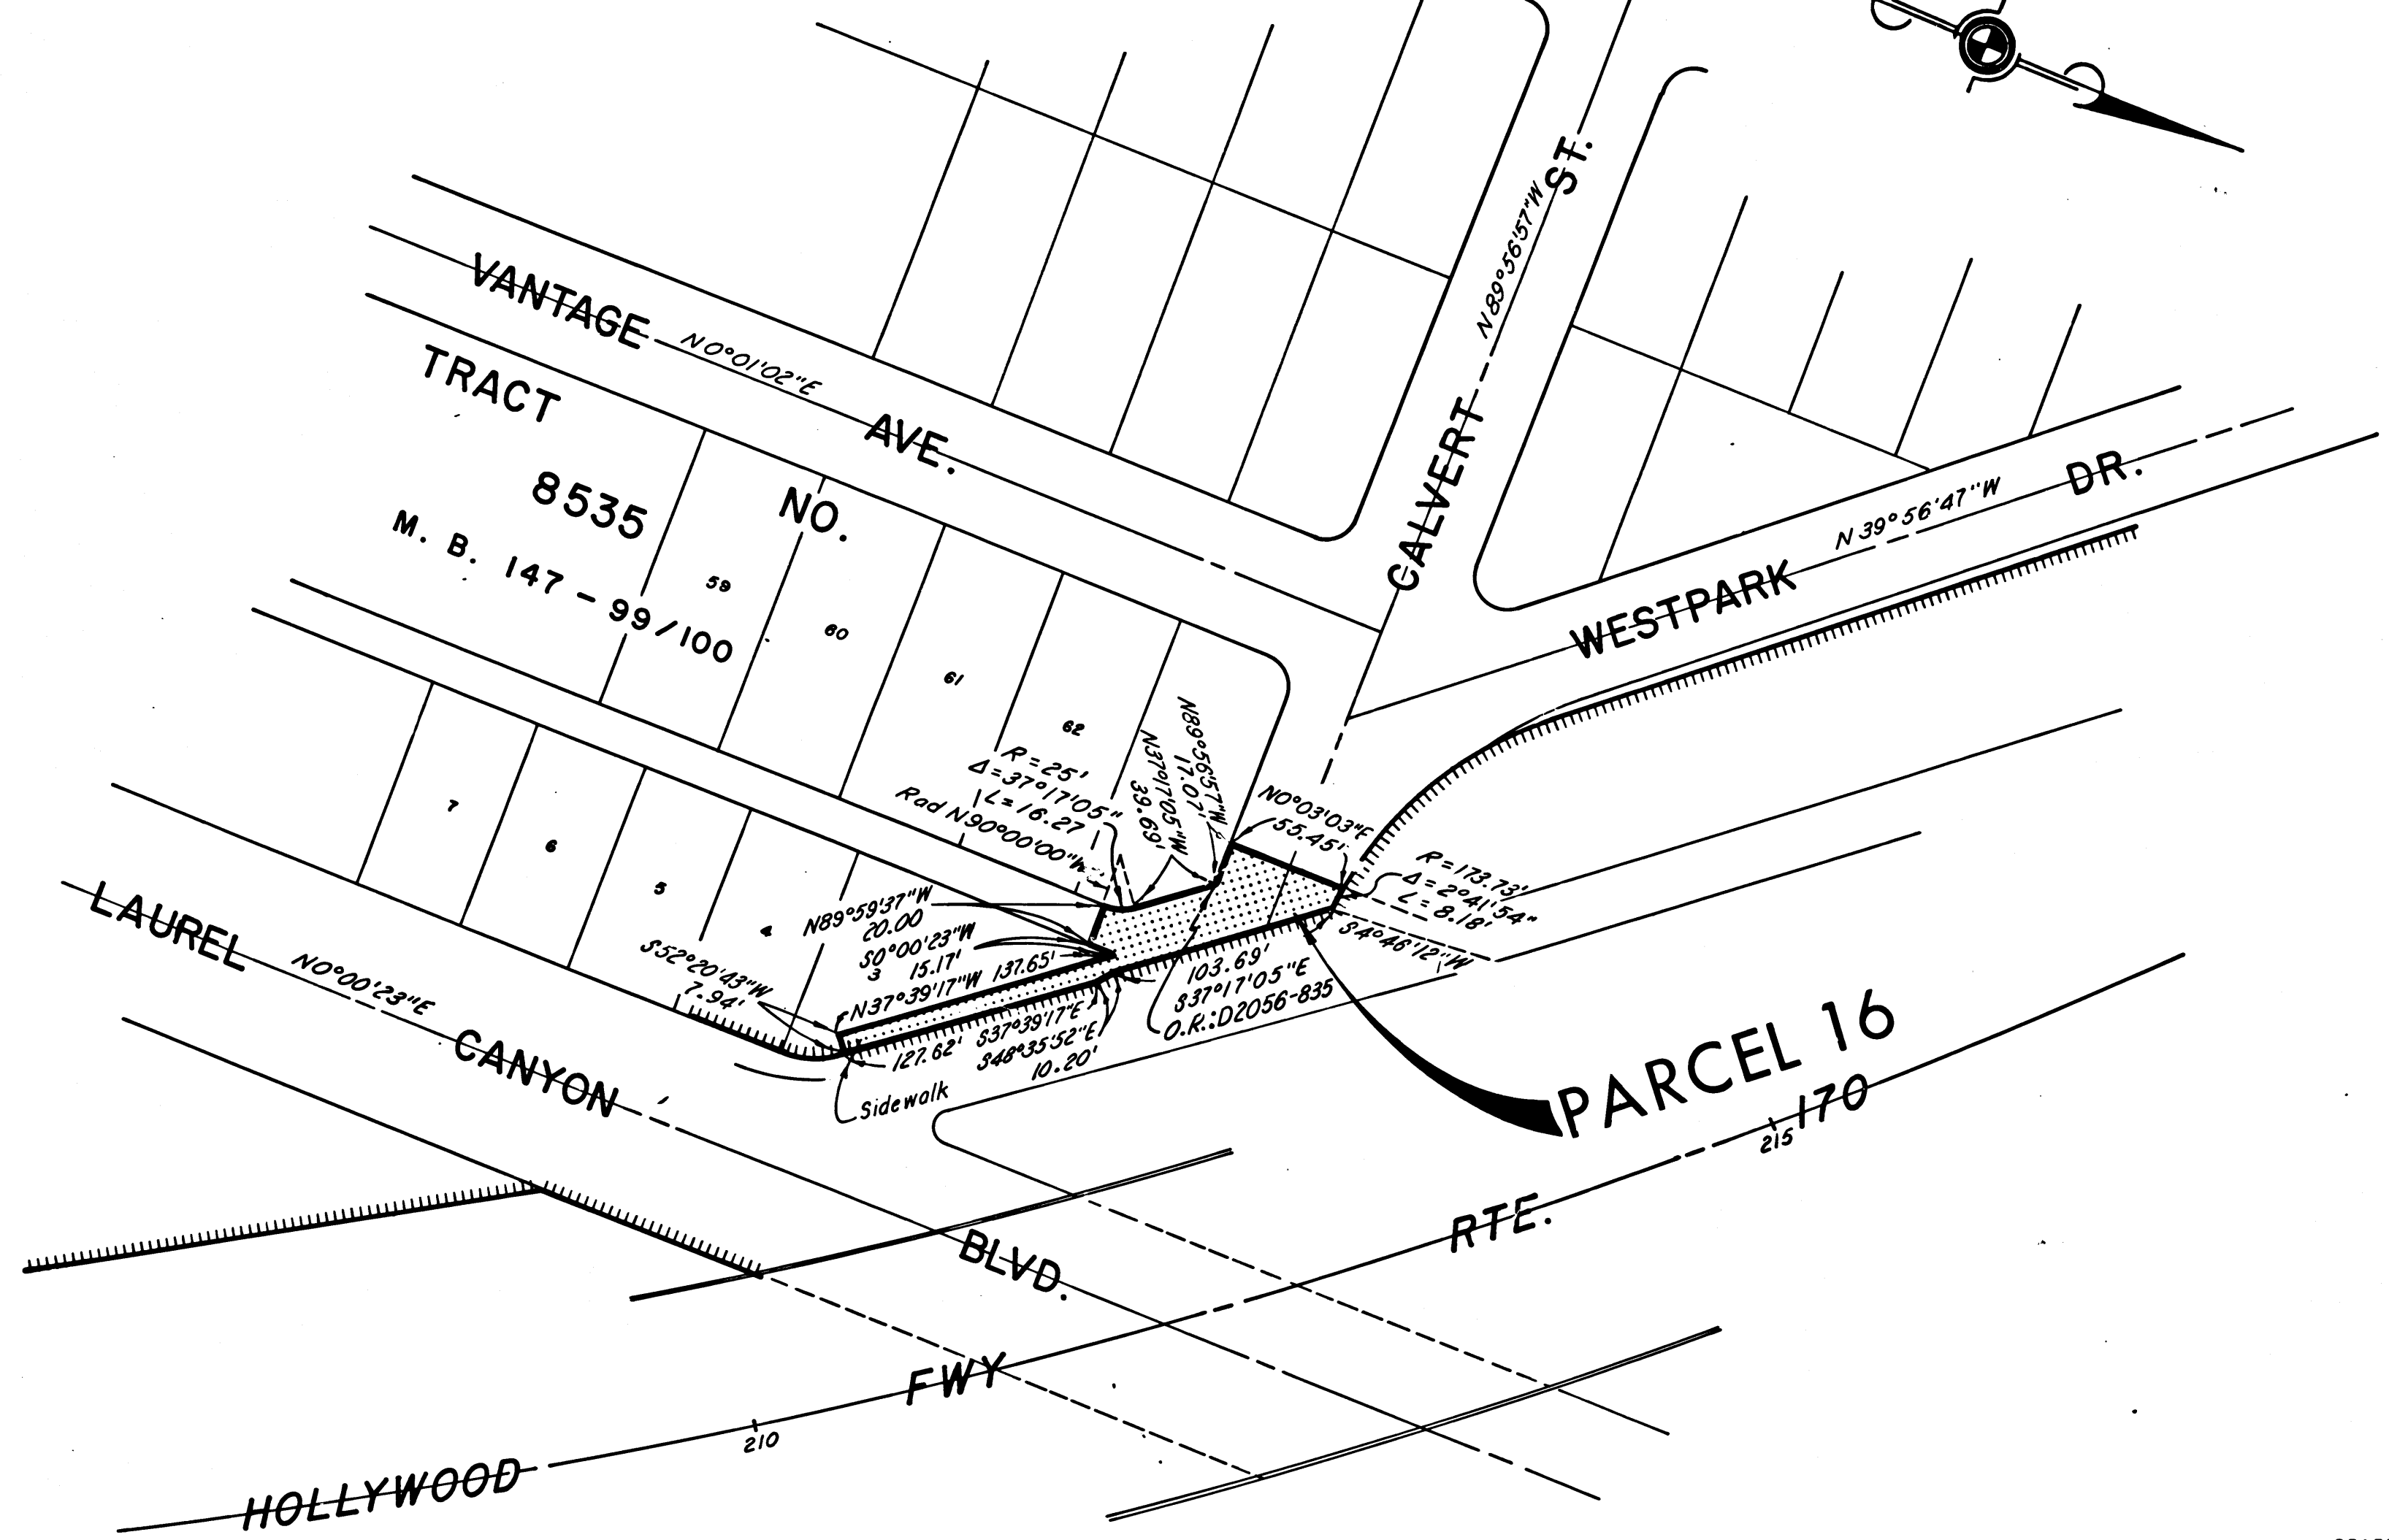 VANTAGE N0°01'02"E AVE.
TRACT NO. 8535
M. B. 147 - 99/100
CALVERT ST.
N89°56'57"W
WESTPARK DR.
N39°56'47"W
59
60
61
62
7
6
5
4
3
R = 25'
Δ = 37°17'05"
L = 16.27
Rad N90°00'00"W
N37°17'05"W
39.69'
N89°56'57"W
17.07'
N0°03'03"E
55.45'
R = 173.73'
Δ = 2°41'54"
L = 8.18'
S4°46'12"W
N89°59'37"W
20.00
S0°00'23"W
15.17'
N37°39'17"W 137.65'
S52°20'43"W
7.94'
127.62' S37°39'17"E
S48°35'52"E
10.20'
103.69'
S37°17'05"E
O.R.:D2056-835
Sidewalk
PARCEL 16
LAUREL CANYON BLVD.
N0°00'23"E
HOLLYWOOD FWY RTE. 170
210
215